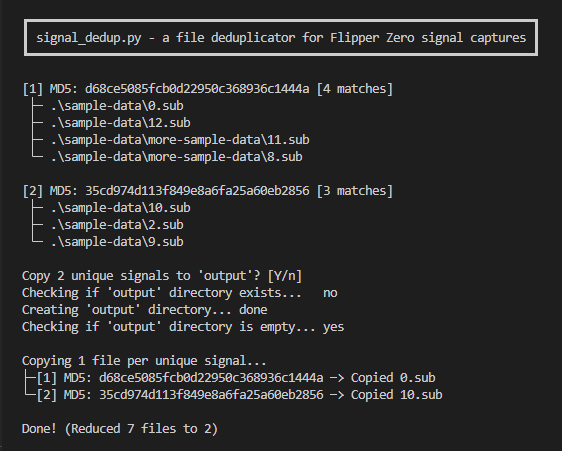 signal_dedup.py - a file deduplicator for Flipper Zero signal captures
[1] MD5: d68ce5085fcb0d22950c368936c1444a [4 matches]
├─ .\sample-data\0.sub
├─ .\sample-data\12.sub
├─ .\sample-data\more-sample-data\11.sub
└─ .\sample-data\more-sample-data\8.sub
[2] MD5: 35cd974d113f849e8a6fa25a60eb2856 [3 matches]
├─ .\sample-data\10.sub
├─ .\sample-data\2.sub
└─ .\sample-data\9.sub
Copy 2 unique signals to 'output'? [Y/n]
Checking if 'output' directory exists...   no
Creating 'output' directory... done
Checking if 'output' directory is empty... yes
Copying 1 file per unique signal...
├─[1] MD5: d68ce5085fcb0d22950c368936c1444a -> Copied 0.sub
└─[2] MD5: 35cd974d113f849e8a6fa25a60eb2856 -> Copied 10.sub
Done! (Reduced 7 files to 2)